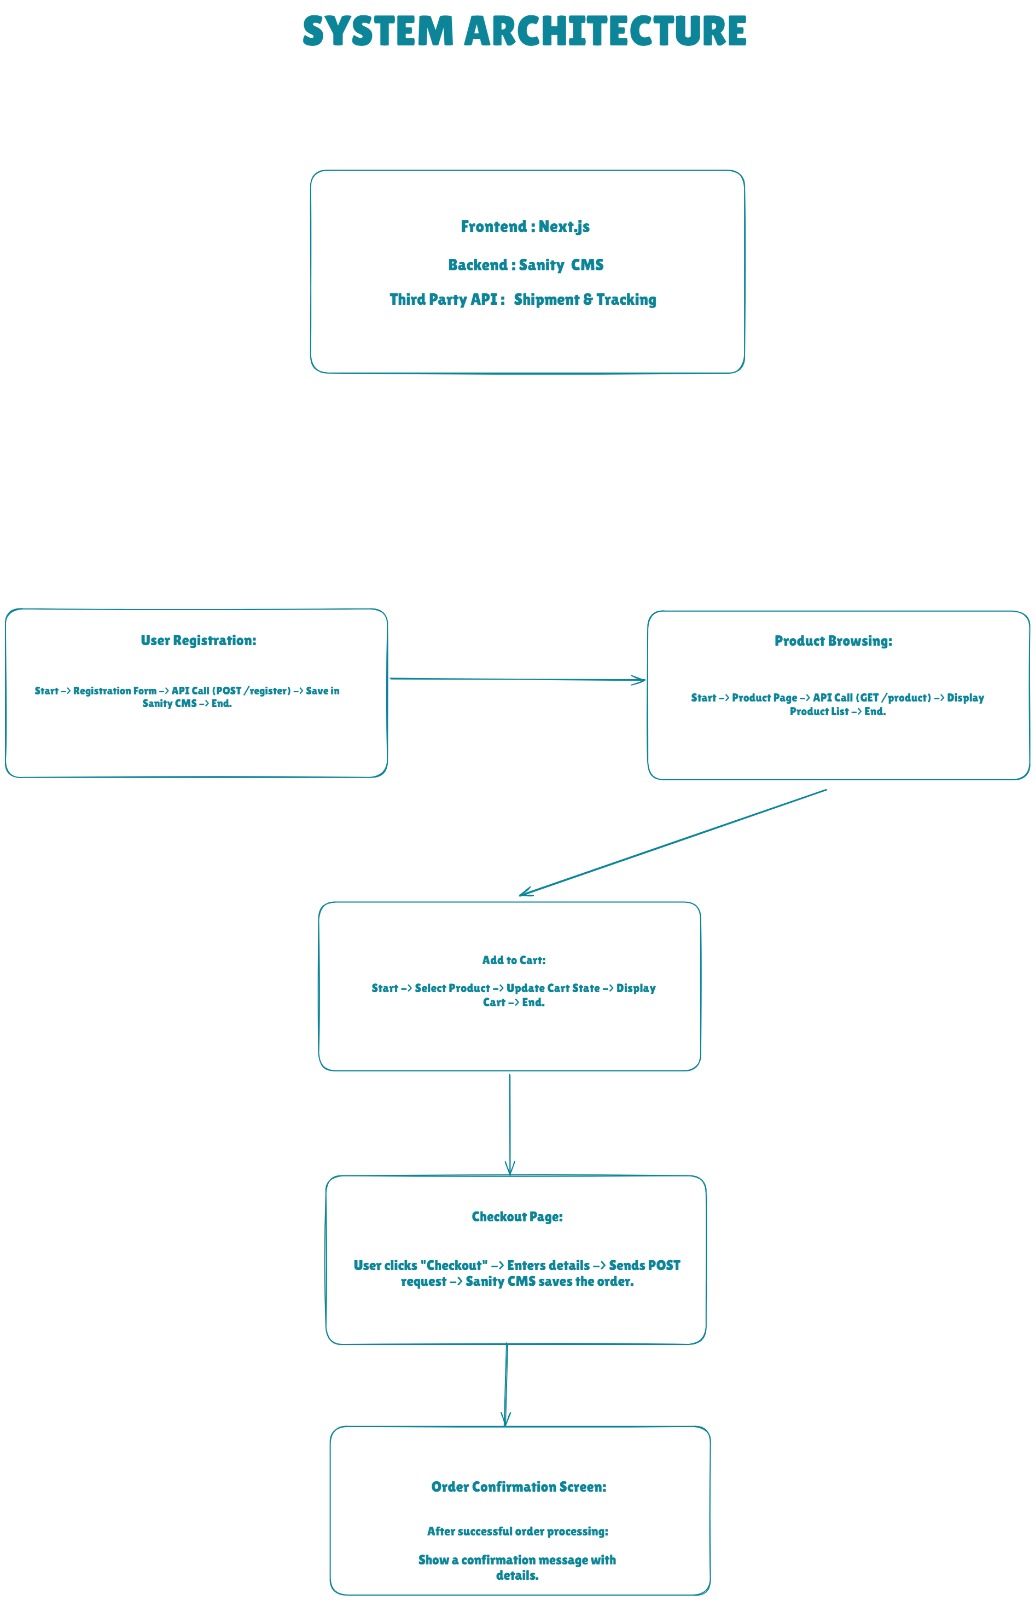 SYSTEM ARCHITECTURE
Frontend : Next.js
Backend : Sanity  CMS
Third Party API :  Shipment & Tracking
User Registration:
Start -> Registration Form -> API Call (POST /register) -> Save in
Sanity CMS -> End.
Product Browsing:
Start -> Product Page -> API Call (GET /product) -> Display
Product List -> End.
Add to Cart:
Start -> Select Product -> Update Cart State -> Display
Cart -> End.
Checkout Page:
User clicks "Checkout" -> Enters details -> Sends POST
request -> Sanity CMS saves the order.
Order Confirmation Screen:
After successful order processing:
Show a confirmation message with
details.